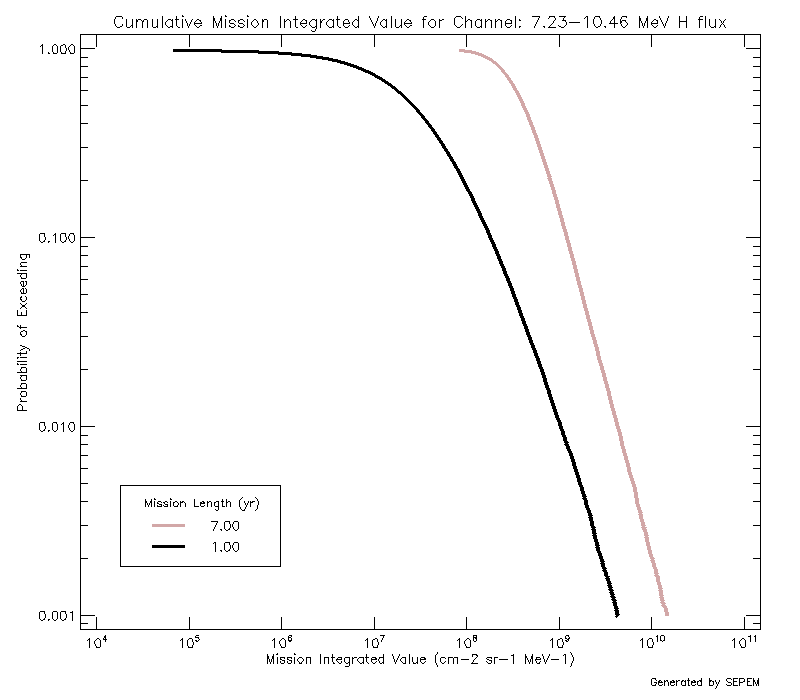 Cumulative Mission Integrated Value for Channel: 7.23−10.46 MeV H flux
1.000
0.100
0.010
0.001
Probability of Exceeding
Mission Length (yr)
7.00
1.00
10⁴ 10⁵ 10⁶ 10⁷ 10⁸ 10⁹ 10¹⁰ 10¹¹
Mission Integrated Value (cm−2 sr−1 MeV−1)
Generated by SEPEM